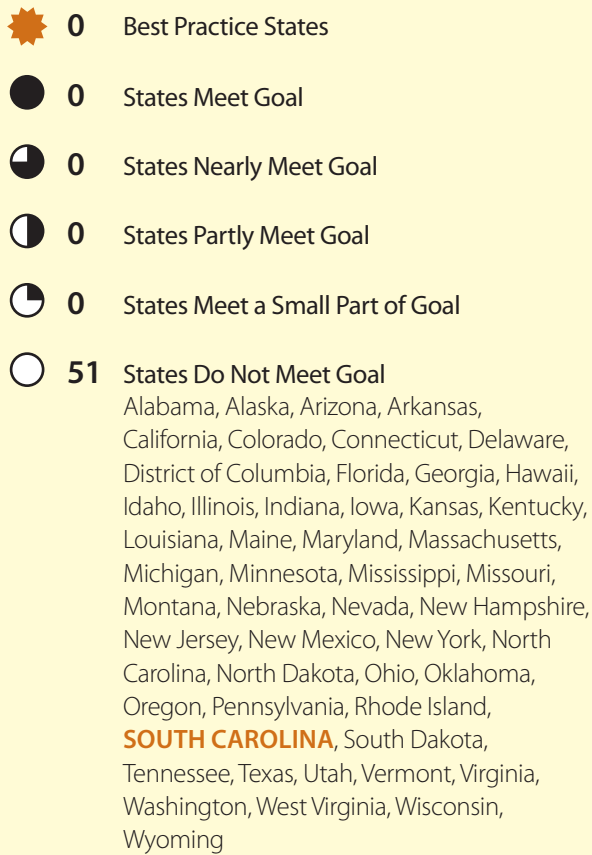 0 Best Practice States
0 States Meet Goal
0 States Nearly Meet Goal
0 States Partly Meet Goal
0 States Meet a Small Part of Goal
51 States Do Not Meet Goal
Alabama, Alaska, Arizona, Arkansas,
California, Colorado, Connecticut, Delaware,
District of Columbia, Florida, Georgia, Hawaii,
Idaho, Illinois, Indiana, Iowa, Kansas, Kentucky,
Louisiana, Maine, Maryland, Massachusetts,
Michigan, Minnesota, Mississippi, Missouri,
Montana, Nebraska, Nevada, New Hampshire,
New Jersey, New Mexico, New York, North
Carolina, North Dakota, Ohio, Oklahoma,
Oregon, Pennsylvania, Rhode Island,
SOUTH CAROLINA, South Dakota,
Tennessee, Texas, Utah, Vermont, Virginia,
Washington, West Virginia, Wisconsin,
Wyoming